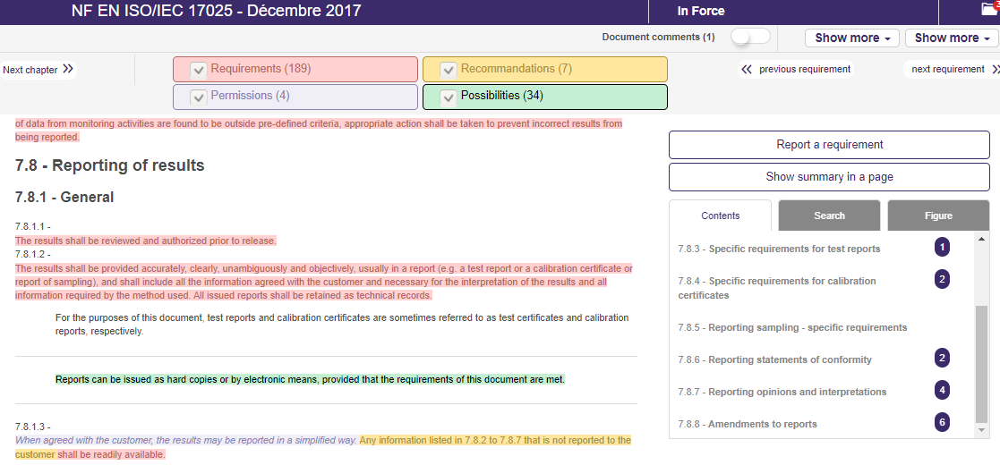 NF EN ISO/IEC 17025 - Décembre 2017
In Force
Document comments (1)
Show more
Show more
Next chapter
Requirements (189)
Recommandations (7)
previous requirement
next requirement
Permissions (4)
Possibilities (34)
of data from monitoring activities are found to be outside pre-defined criteria, appropriate action shall be taken to prevent incorrect results from
being reported.
7.8 - Reporting of results
7.8.1 - General
7.8.1.1 -
The results shall be reviewed and authorized prior to release.
7.8.1.2 -
The results shall be provided accurately, clearly, unambiguously and objectively, usually in a report (e.g. a test report or a calibration certificate or
report of sampling), and shall include all the information agreed with the customer and necessary for the interpretation of the results and all
information required by the method used. All issued reports shall be retained as technical records.
For the purposes of this document, test reports and calibration certificates are sometimes referred to as test certificates and calibration
reports, respectively.
Reports can be issued as hard copies or by electronic means, provided that the requirements of this document are met.
7.8.1.3 -
When agreed with the customer, the results may be reported in a simplified way. Any information listed in 7.8.2 to 7.8.7 that is not reported to the
customer shall be readily available.
Report a requirement
Show summary in a page
Contents
Search
Figure
7.8.3 - Specific requirements for test reports 1
7.8.4 - Specific requirements for calibration 2
certificates
7.8.5 - Reporting sampling - specific requirements
7.8.6 - Reporting statements of conformity 2
7.8.7 - Reporting opinions and interpretations 4
7.8.8 - Amendments to reports 6